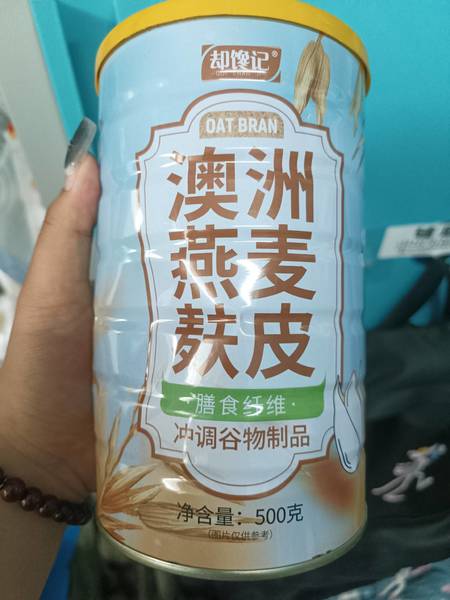 却馋记®
OAT BRAN
澳洲
燕麦
麸皮
·膳食纤维·
冲调谷物制品
净含量：500克
(图片仅供参考)